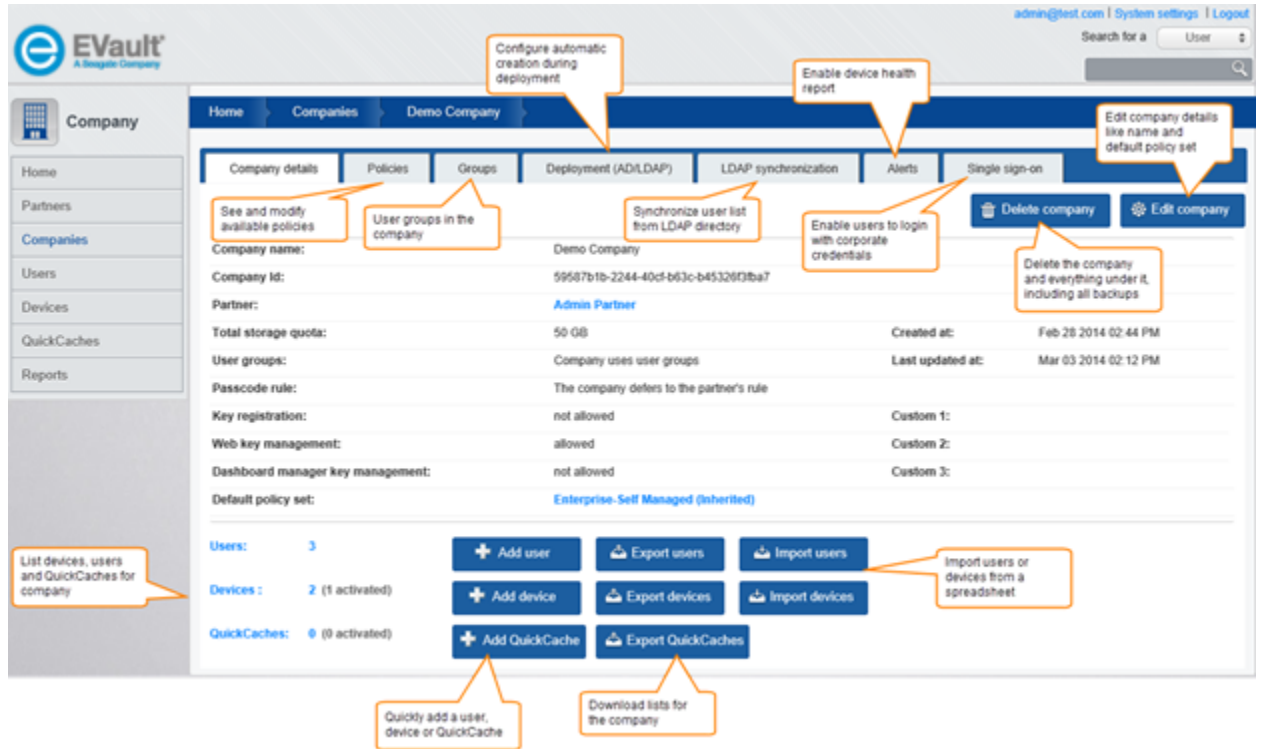 admin@test.com | System settings | Logout
EVault
A Seagate Company
Search for a User
Configure automatic
creation during
deployment
Enable device health
report
Edit company details
like name and
default policy set
Company
Home Companies Demo Company
Company details Policies Groups Deployment (AD/LDAP) LDAP synchronization Alerts Single sign-on
Home
Partners
Companies
Users
Devices
QuickCaches
Reports
See and modify
available policies
User groups in the
company
Synchronize user list
from LDAP directory
Enable users to login
with corporate
credentials
Delete company
Edit company
Delete the company
and everything under it,
including all backups
Company name: Demo Company
Company Id: 59587b1b-2244-40cf-b63c-b45326f3fba7
Partner: Admin Partner
Total storage quota: 50 GB Created at: Feb 28 2014 02:44 PM
User groups: Company uses user groups Last updated at: Mar 03 2014 02:12 PM
Passcode rule: The company defers to the partner's rule
Key registration: not allowed Custom 1:
Web key management: allowed Custom 2:
Dashboard manager key management: not allowed Custom 3:
Default policy set: Enterprise-Self Managed (Inherited)
List devices, users
and QuickCaches for
company
Users: 3 Add user Export users Import users
Devices : 2 (1 activated) Add device Export devices Import devices
QuickCaches: 0 (0 activated) Add QuickCache Export QuickCaches
Import users or
devices from a
spreadsheet
Quickly add a user,
device or QuickCache
Download lists for
the company